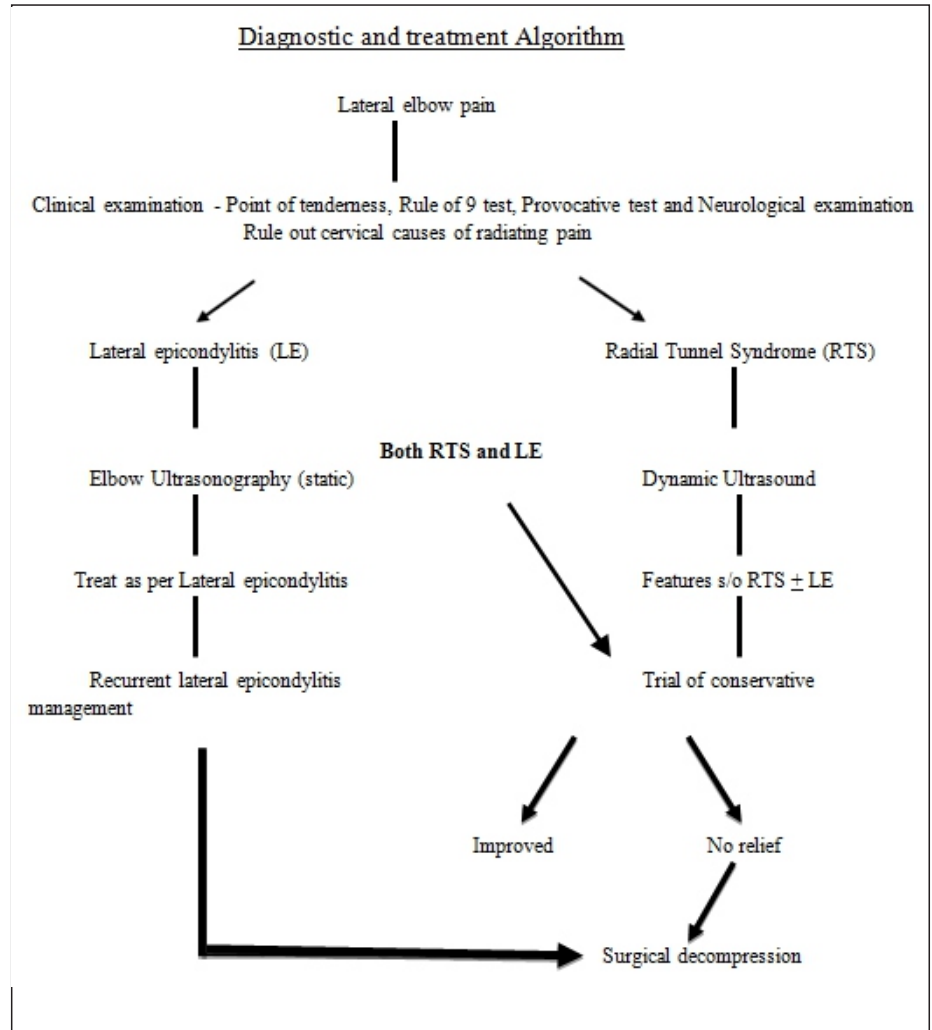 Diagnostic and treatment Algorithm
Lateral elbow pain
Clinical examination - Point of tenderness, Rule of 9 test, Provocative test and Neurological examination
Rule out cervical causes of radiating pain
Lateral epicondylitis (LE)
Radial Tunnel Syndrome (RTS)
Both RTS and LE
Elbow Ultrasonography (static)
Dynamic Ultrasound
Treat as per Lateral epicondylitis
Features s/o RTS ± LE
Recurrent lateral epicondylitis
Trial of conservative
management
Improved
No relief
Surgical decompression